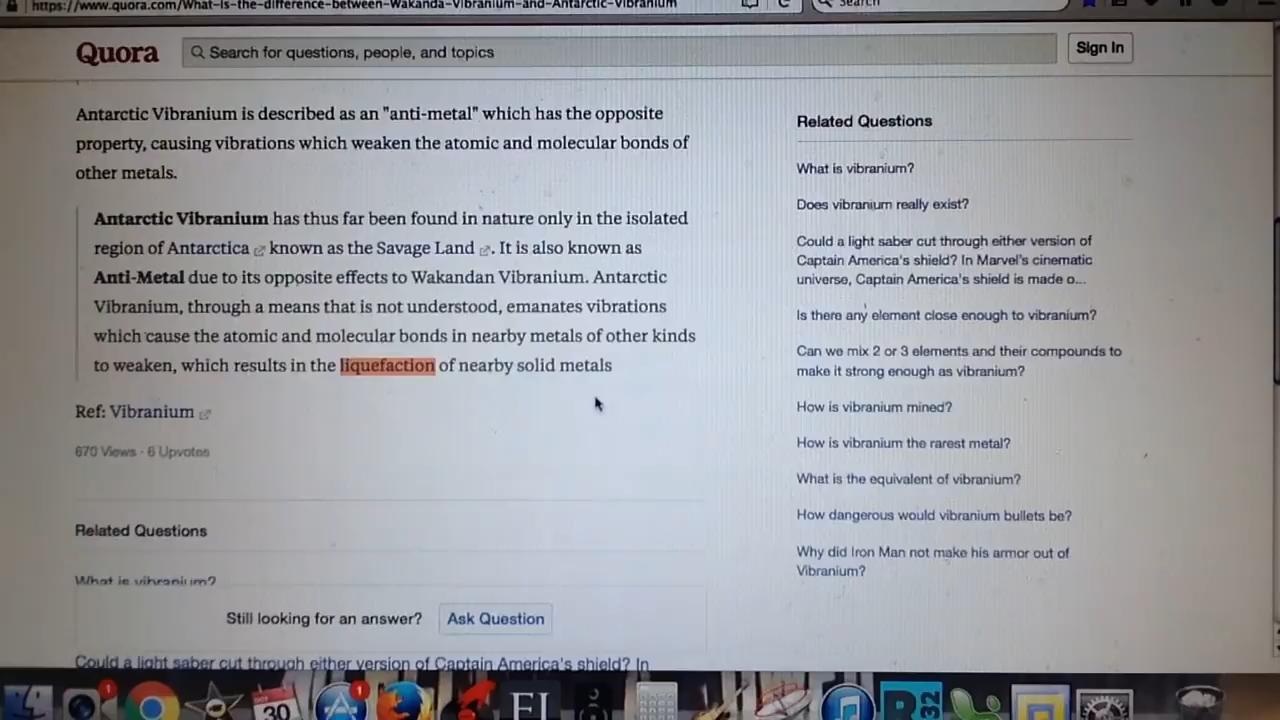 https://www.quora.com/What-is-the-difference-between-Wakanda-Vibranium-and-Antarctic-Vibranium
Search
Quora
Search for questions, people, and topics
Sign In
Antarctic Vibranium is described as an "anti-metal" which has the opposite
property, causing vibrations which weaken the atomic and molecular bonds of
other metals.
Antarctic Vibranium has thus far been found in nature only in the isolated
region of Antarctica known as the Savage Land . It is also known as
Anti-Metal due to its opposite effects to Wakandan Vibranium. Antarctic
Vibranium, through a means that is not understood, emanates vibrations
which cause the atomic and molecular bonds in nearby metals of other kinds
to weaken, which results in the liquefaction of nearby solid metals
Ref: Vibranium
670 Views · 6 Upvotes
Related Questions
What is vibranium?
Still looking for an answer?
Ask Question
Could a light saber cut through either version of Captain America's shield? In
Related Questions
What is vibranium?
Does vibranium really exist?
Could a light saber cut through either version of
Captain America's shield? In Marvel's cinematic
universe, Captain America's shield is made o...
Is there any element close enough to vibranium?
Can we mix 2 or 3 elements and their compounds to
make it strong enough as vibranium?
How is vibranium mined?
How is vibranium the rarest metal?
What is the equivalent of vibranium?
How dangerous would vibranium bullets be?
Why did Iron Man not make his armor out of
Vibranium?
1
30
1
32